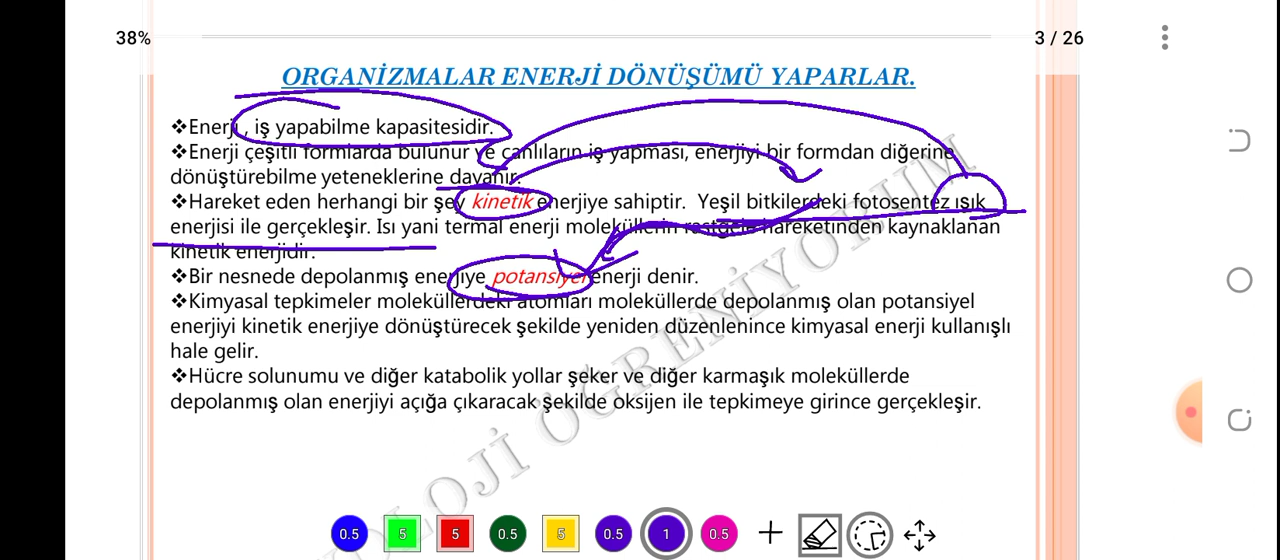 38%
3 / 26
ORGANİZMALAR ENERJİ DÖNÜŞÜMÜ YAPARLAR.
❖Enerji , iş yapabilme kapasitesidir.
❖Enerji çeşitli formlarda bulunur ve canlıların iş yapması, enerjiyi bir formdan diğerine
dönüştürebilme yeteneklerine dayanır.
❖Hareket eden herhangi bir şey kinetik enerjiye sahiptir. Yeşil bitkilerdeki fotosentez ışık
enerjisi ile gerçekleşir. Isı yani termal enerji moleküllerin rastgele hareketinden kaynaklanan
kinetik enerjidir.
❖Bir nesnede depolanmış enerjiye potansiyel enerji denir.
❖Kimyasal tepkimeler moleküllerdeki atomları moleküllerde depolanmış olan potansiyel
enerjiyi kinetik enerjiye dönüştürecek şekilde yeniden düzenlenince kimyasal enerji kullanışlı
hale gelir.
❖Hücre solunumu ve diğer katabolik yollar şeker ve diğer karmaşık moleküllerde
depolanmış olan enerjiyi açığa çıkaracak şekilde oksijen ile tepkimeye girince gerçekleşir.
ÖĞRENİYORUM
0.5 5 5 0.5 5 0.5 1 0.5